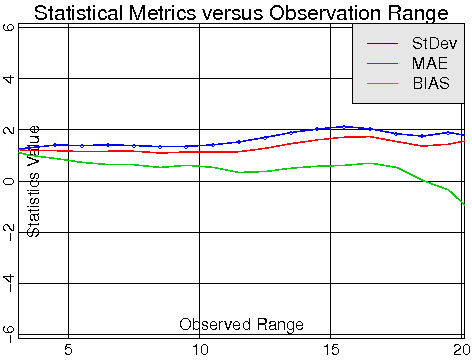 Statistical Metrics versus Observation Range
StDev
MAE
BIAS
6
4
2
0
-2
-4
-6
Statistics Value
Observed Range
5 10 15 20